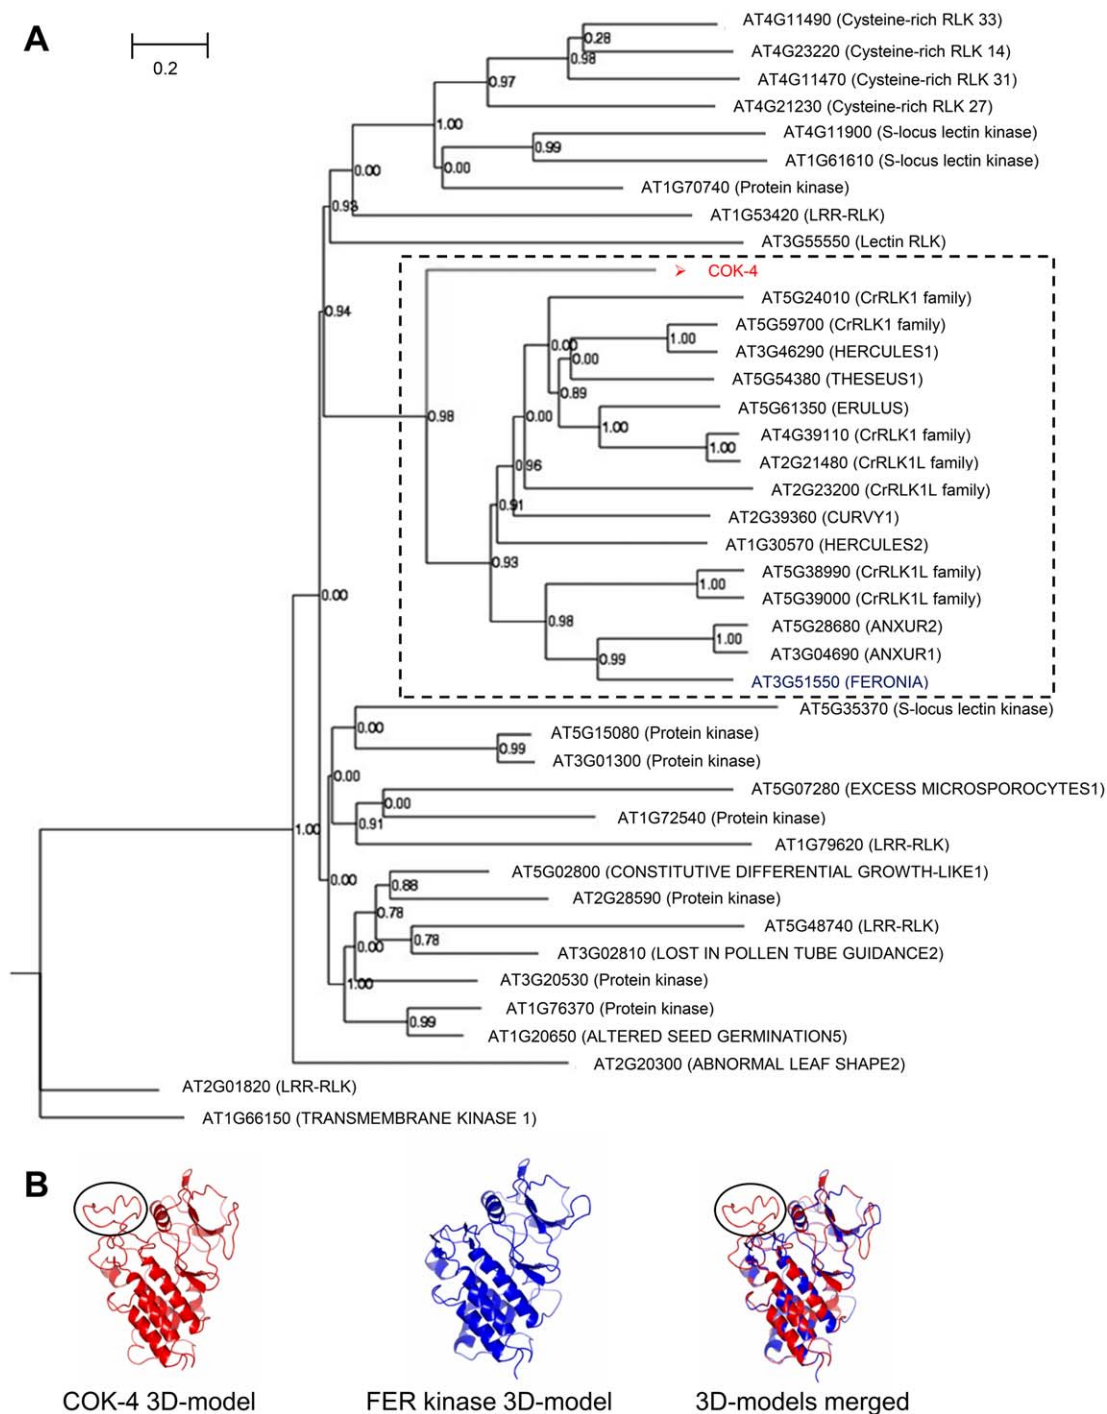 A
0.2
AT4G11490 (Cysteine-rich RLK 33)
0.28
AT4G23220 (Cysteine-rich RLK 14)
0.98
AT4G11470 (Cysteine-rich RLK 31)
0.97
AT4G21230 (Cysteine-rich RLK 27)
1.00
AT4G11900 (S-locus lectin kinase)
0.99
AT1G61610 (S-locus lectin kinase)
0.00
0.00
AT1G70740 (Protein kinase)
0.93
AT1G53420 (LRR-RLK)
AT3G55550 (Lectin RLK)
COK-4
AT5G24010 (CrRLK1 family)
0.94
AT5G59700 (CrRLK1 family)
1.00
0.00
AT3G46290 (HERCULES1)
0.00
AT5G54380 (THESEUS1)
0.89
AT5G61350 (ERULUS)
0.98
0.00
1.00
AT4G39110 (CrRLK1 family)
1.00
AT2G21480 (CrRLK1L family)
0.96
AT2G23200 (CrRLK1L family)
0.91
AT2G39360 (CURVY1)
AT1G30570 (HERCULES2)
0.93
AT5G38990 (CrRLK1L family)
1.00
0.00
AT5G39000 (CrRLK1L family)
0.98
AT5G28680 (ANXUR2)
1.00
AT3G04690 (ANXUR1)
0.99
AT3G51550 (FERONIA)
AT5G35370 (S-locus lectin kinase)
0.00
AT5G15080 (Protein kinase)
0.99
AT3G01300 (Protein kinase)
0.00
AT5G07280 (EXCESS MICROSPOROCYTES1)
0.00
AT1G72540 (Protein kinase)
0.91
1.00
AT1G79620 (LRR-RLK)
AT5G02800 (CONSTITUTIVE DIFFERENTIAL GROWTH-LIKE1)
0.00
0.88
AT2G28590 (Protein kinase)
0.78
AT5G48740 (LRR-RLK)
0.78
0.00
AT3G02810 (LOST IN POLLEN TUBE GUIDANCE2)
AT3G20530 (Protein kinase)
1.00
AT1G76370 (Protein kinase)
0.99
AT1G20650 (ALTERED SEED GERMINATION5)
AT2G20300 (ABNORMAL LEAF SHAPE2)
AT2G01820 (LRR-RLK)
AT1G66150 (TRANSMEMBRANE KINASE 1)
B
COK-4 3D-model
FER kinase 3D-model
3D-models merged